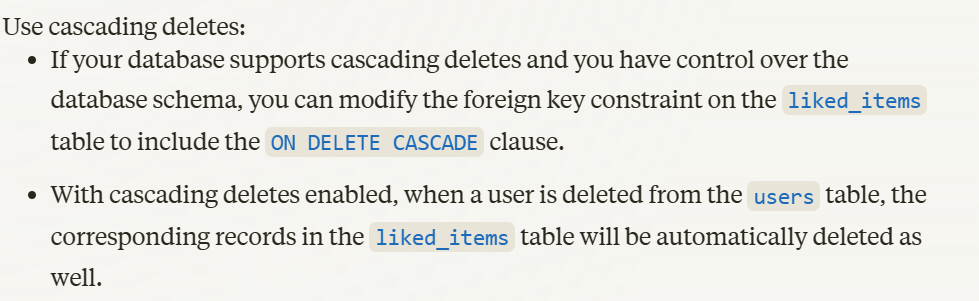 Use cascading deletes:
• If your database supports cascading deletes and you have control over the
database schema, you can modify the foreign key constraint on the liked_items
table to include the ON DELETE CASCADE clause.
• With cascading deletes enabled, when a user is deleted from the users table, the
corresponding records in the liked_items table will be automatically deleted as
well.